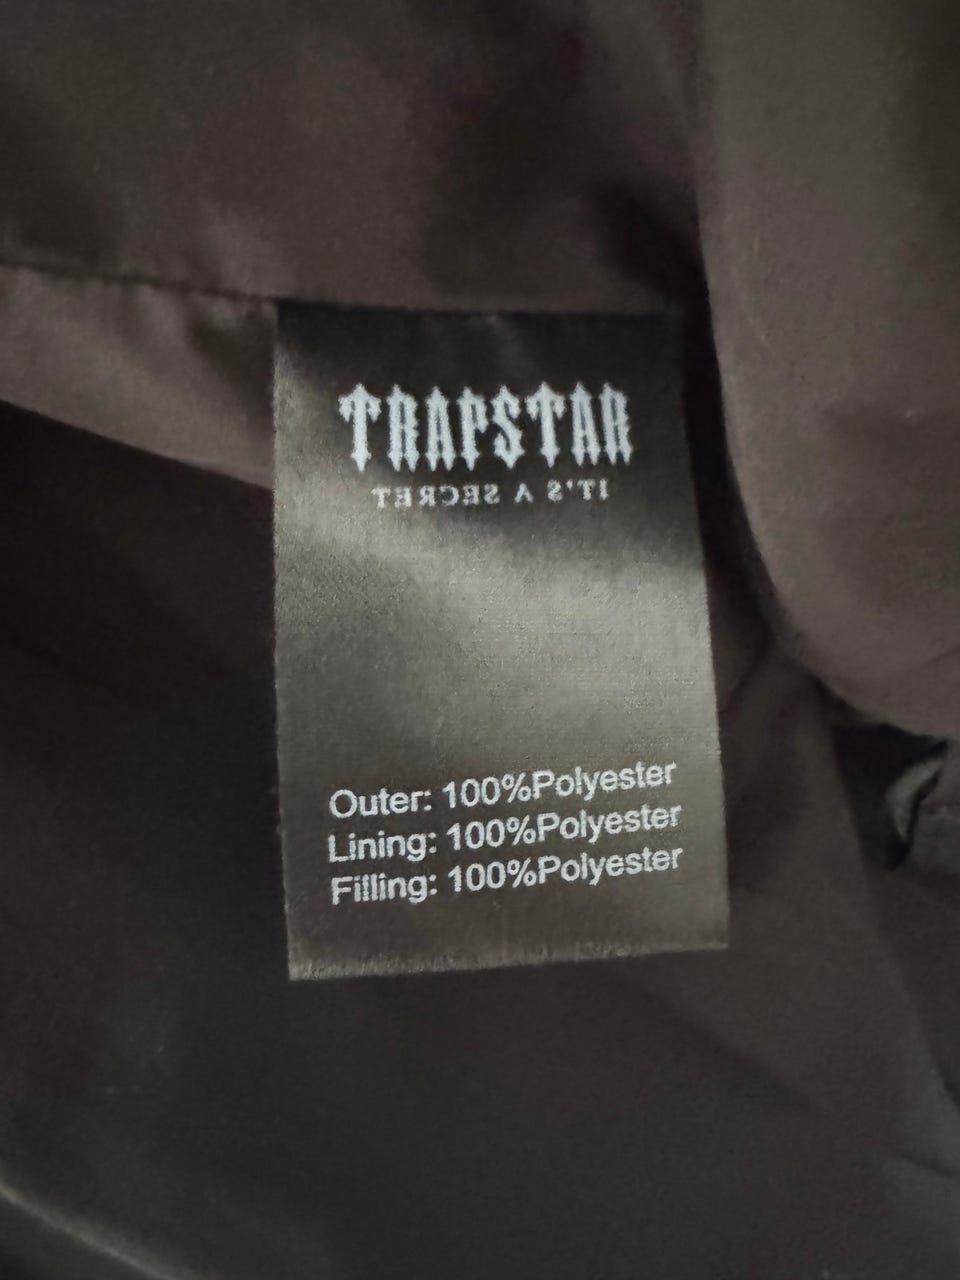 TRAPSTAR
IT'S A SECRET
Outer: 100%Polyester
Lining: 100%Polyester
Filling: 100%Polyester